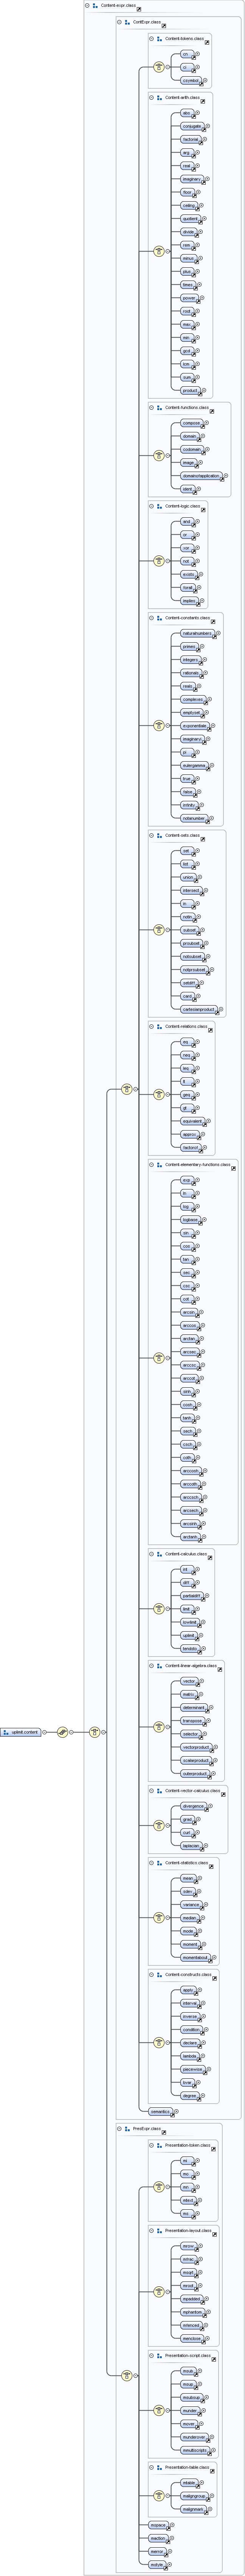 Content-expr.class
ContExpr.class
Content-tokens.class
cn
ci
csymbol
Content-arith.class
abs
conjugate
factorial
arg
real
imaginary
floor
ceiling
quotient
divide
rem
minus
plus
times
power
root
max
min
gcd
lcm
sum
product
Content-functions.class
compose
domain
codomain
image
domainofapplication
ident
Content-logic.class
and
or
xor
not
exists
forall
implies
Content-constants.class
naturalnumbers
primes
integers
rationals
reals
complexes
emptyset
exponentiale
imaginaryi
pi
eulergamma
true
false
infinity
notanumber
Content-sets.class
set
list
union
intersect
in
notin
subset
prsubset
notsubset
notprsubset
setdiff
card
cartesianproduct
Content-relations.class
eq
neq
leq
lt
geq
gt
equivalent
approx
factorof
Content-elementary-functions.class
exp
ln
log
logbase
sin
cos
tan
sec
csc
cot
arcsin
arccos
arctan
arcsec
arccsc
arccot
sinh
cosh
tanh
sech
csch
coth
arccosh
arccoth
arccsch
arcsech
arcsinh
arctanh
Content-calculus.class
int
diff
partialdiff
limit
lowlimit
uplimit
tendsto
Content-linear-algebra.class
vector
matrix
determinant
transpose
selector
vectorproduct
scalarproduct
outerproduct
uplimit.content
Content-vector-calculus.class
divergence
grad
curl
laplacian
Content-statistics.class
mean
sdev
variance
median
mode
moment
momentabout
Content-constructs.class
apply
interval
inverse
condition
declare
lambda
piecewise
bvar
degree
semantics
PresExpr.class
Presentation-token.class
mi
mo
mn
mtext
ms
Presentation-layout.class
mrow
mfrac
msqrt
mroot
mpadded
mphantom
mfenced
menclose
Presentation-script.class
msub
msup
msubsup
munder
mover
munderover
mmultiscripts
Presentation-table.class
mtable
maligngroup
malignmark
mspace
maction
merror
mstyle